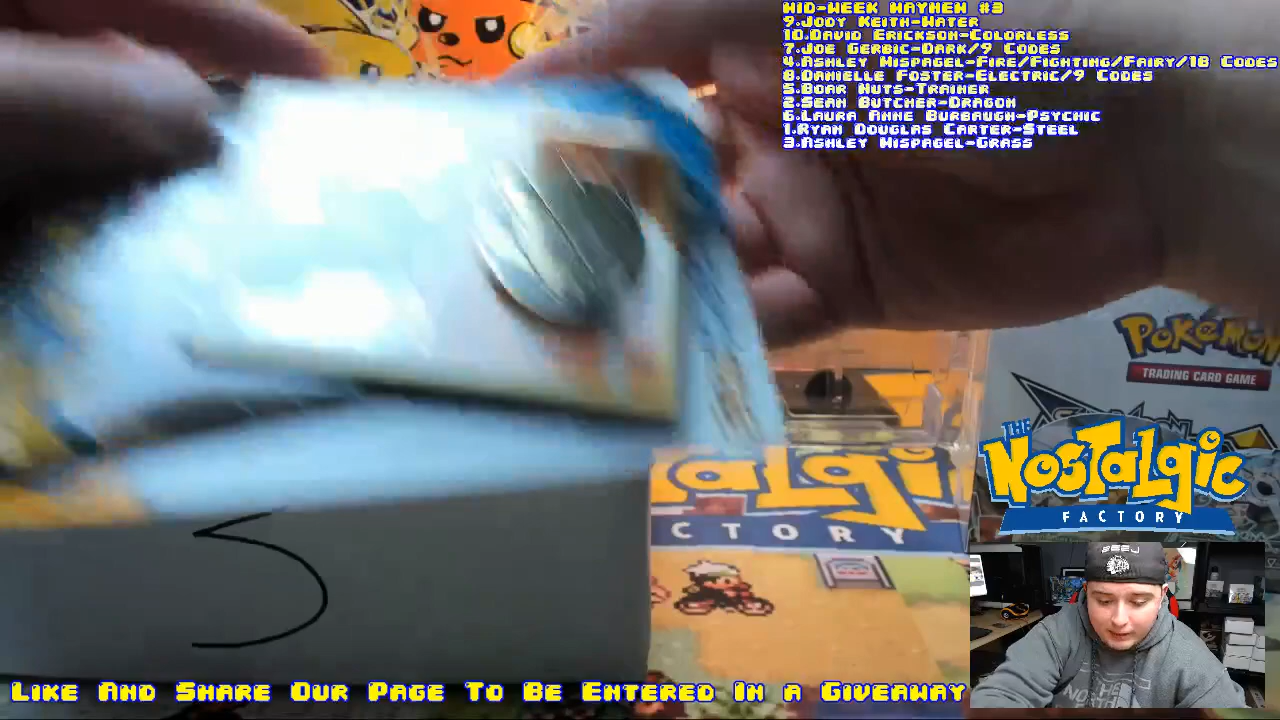 MID-WEEK MAYHEM #3
9.JODY KEITH-WATER
10.DAVID ERICKSON-COLORLESS
7.JOE GERBIC-DARK/9 CODES
4.ASHLEY MISPAGEL-FIRE/FIGHTING/FAIRY/18 CODES
8.DANIELLE FOSTER-ELECTRIC/9 CODES
5.BOAR NUTS-TRAINER
2.SEAN BUTCHER-DRAGON
6.LAURA ANNE BURBAUGH-PSYCHIC
1.RYAN DOUGLAS CARTER-STEEL
3.ASHLEY MISPAGEL-GRASS
POKÉMON
TRADING CARD GAME
THE
NOSTALGIC
FACTORY
5
LIKE AND SHARE OUR PAGE TO BE ENTERED IN A GIVEAWAY